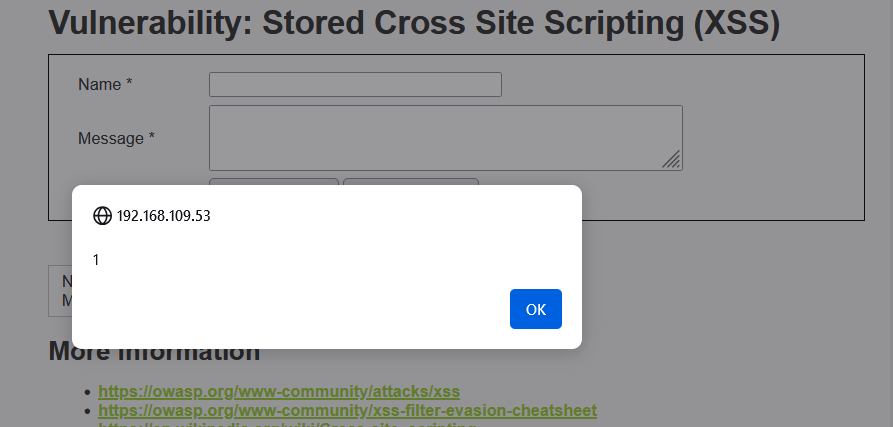 Vulnerability: Stored Cross Site Scripting (XSS)
Name *
Message *
192.168.109.53
1
OK
N
M
More Information
https://owasp.org/www-community/attacks/xss
https://owasp.org/www-community/xss-filter-evasion-cheatsheet